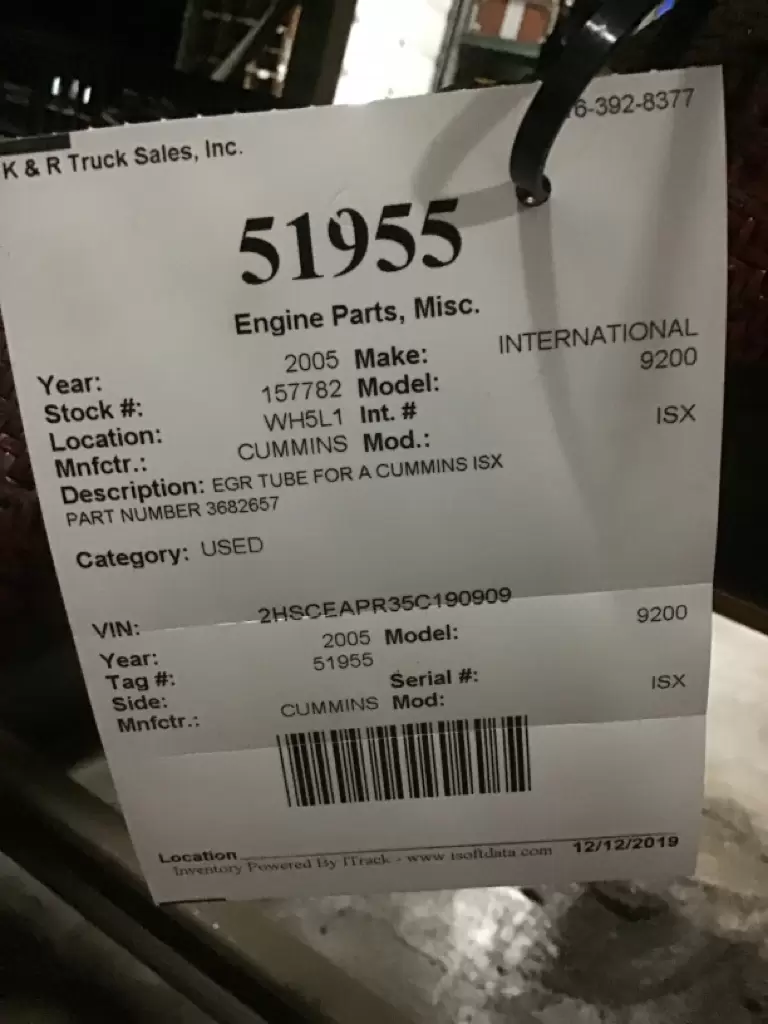 K & R Truck Sales, Inc. 6-392-8377
51955
Engine Parts, Misc.
Year: 2005 Make: INTERNATIONAL
Stock #: 157782 Model: 9200
Location: WH5L1 Int. #
Mnfctr.: CUMMINS Mod.: ISX
Description: EGR TUBE FOR A CUMMINS ISX
PART NUMBER 3682657
Category: USED
VIN: 2HSCEAPR35C190909
Year: 2005 Model: 9200
Tag #: 51955
Side: Serial #:
Mnfctr.: CUMMINS Mod: ISX
Location
Inventory Powered By ITrack - www isoftdata com 12/12/2019